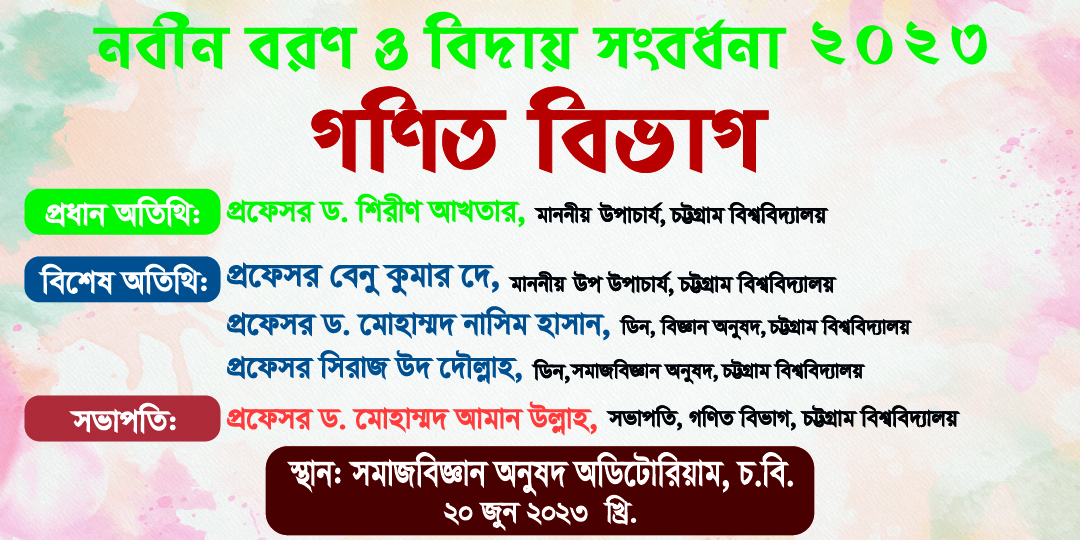 নবীন বরণ ও বিদায় সংবর্ধনা ২০২৩
গণিত বিভাগ
প্রধান অতিথি: প্রফেসর ড. শিরীণ আখতার, মাননীয় উপাচার্য, চট্টগ্রাম বিশ্ববিদ্যালয়
বিশেষ অতিথি: প্রফেসর বেনু কুমার দে, মাননীয় উপ উপাচার্য, চট্টগ্রাম বিশ্ববিদ্যালয়
প্রফেসর ড. মোহাম্মদ নাসিম হাসান, ডিন, বিজ্ঞান অনুষদ, চট্টগ্রাম বিশ্ববিদ্যালয়
প্রফেসর সিরাজ উদ দৌল্লাহ, ডিন,সমাজবিজ্ঞান অনুষদ, চট্টগ্রাম বিশ্ববিদ্যালয়
সভাপতি: প্রফেসর ড. মোহাম্মদ আমান উল্লাহ, সভাপতি, গণিত বিভাগ, চট্টগ্রাম বিশ্ববিদ্যালয়
স্থান: সমাজবিজ্ঞান অনুষদ অডিটোরিয়াম, চ.বি.
২০ জুন ২০২৩ খ্রি.